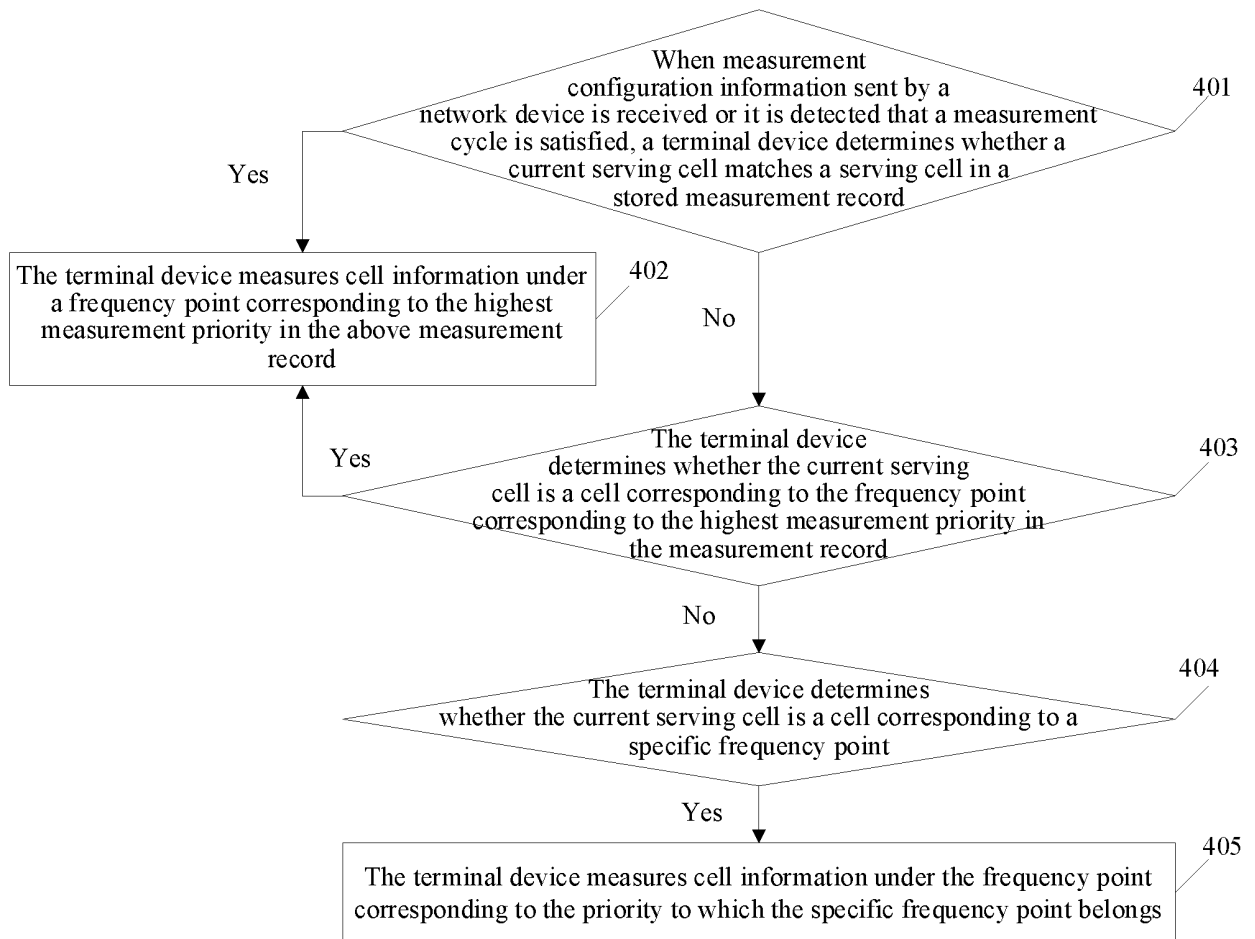 When measurement
configuration information sent by a
network device is received or it is detected that a measurement
cycle is satisfied, a terminal device determines whether a
current serving cell matches a serving cell in a
stored measurement record
401
Yes
The terminal device measures cell information under
a frequency point corresponding to the highest
measurement priority in the above measurement
record
402
No
The terminal device
determines whether the current serving
cell is a cell corresponding to the frequency point
corresponding to the highest measurement priority in
the measurement record
403
Yes
No
The terminal device determines
whether the current serving cell is a cell corresponding to a
specific frequency point
404
Yes
The terminal device measures cell information under the frequency point
corresponding to the priority to which the specific frequency point belongs
405